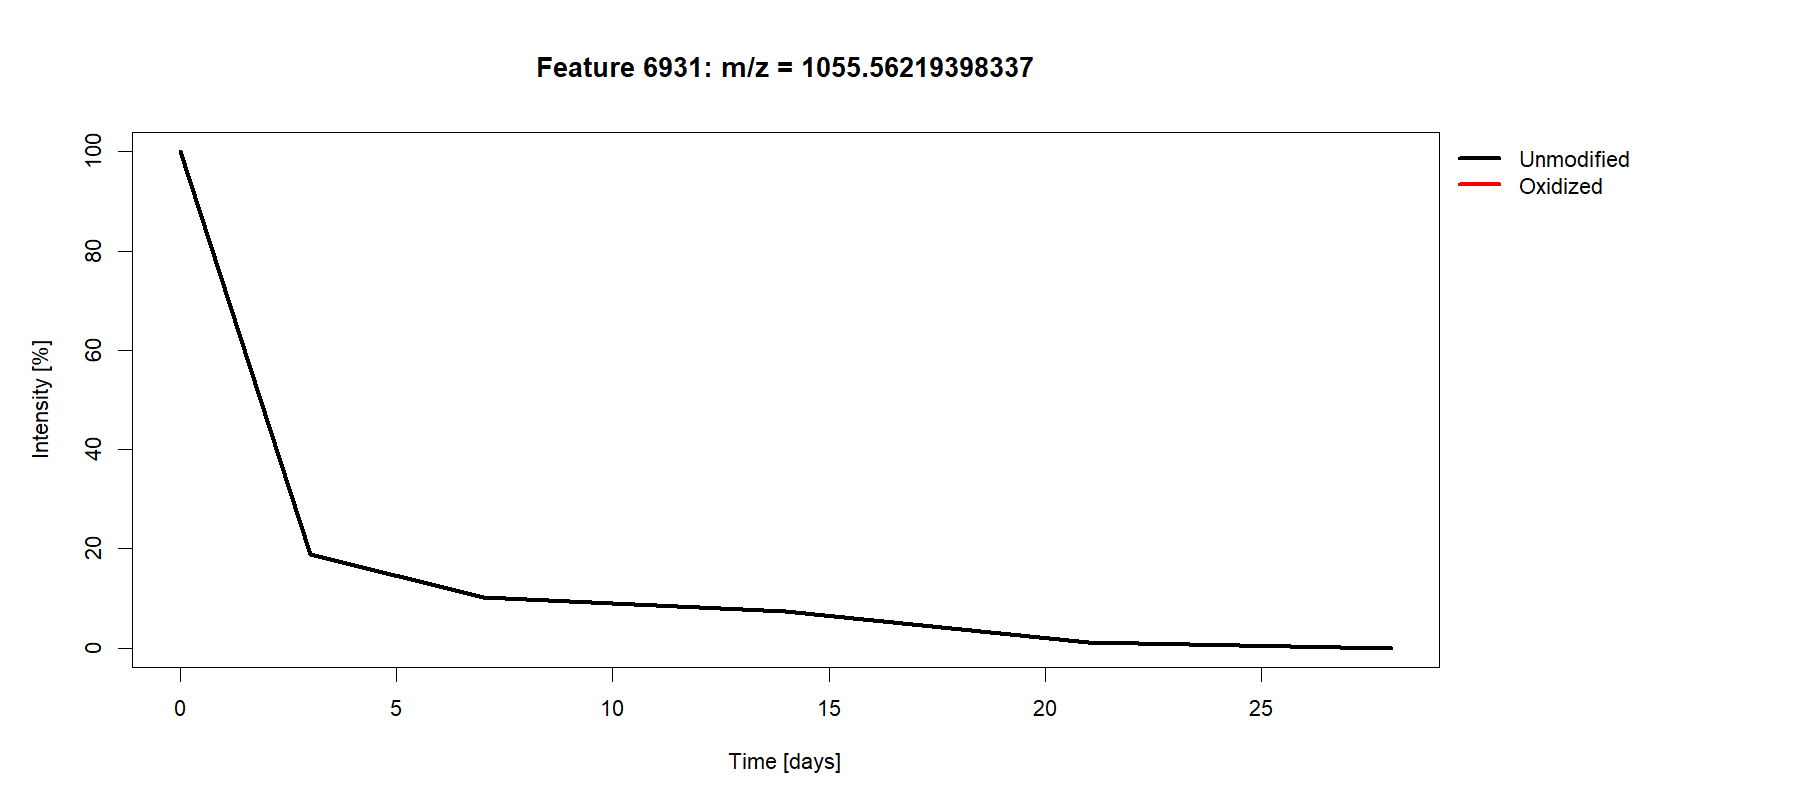 Feature 6931: m/z = 1055.56219398337
Unmodified
Oxidized
Intensity [%]
100
80
60
40
20
0
0 5 10 15 20 25
Time [days]